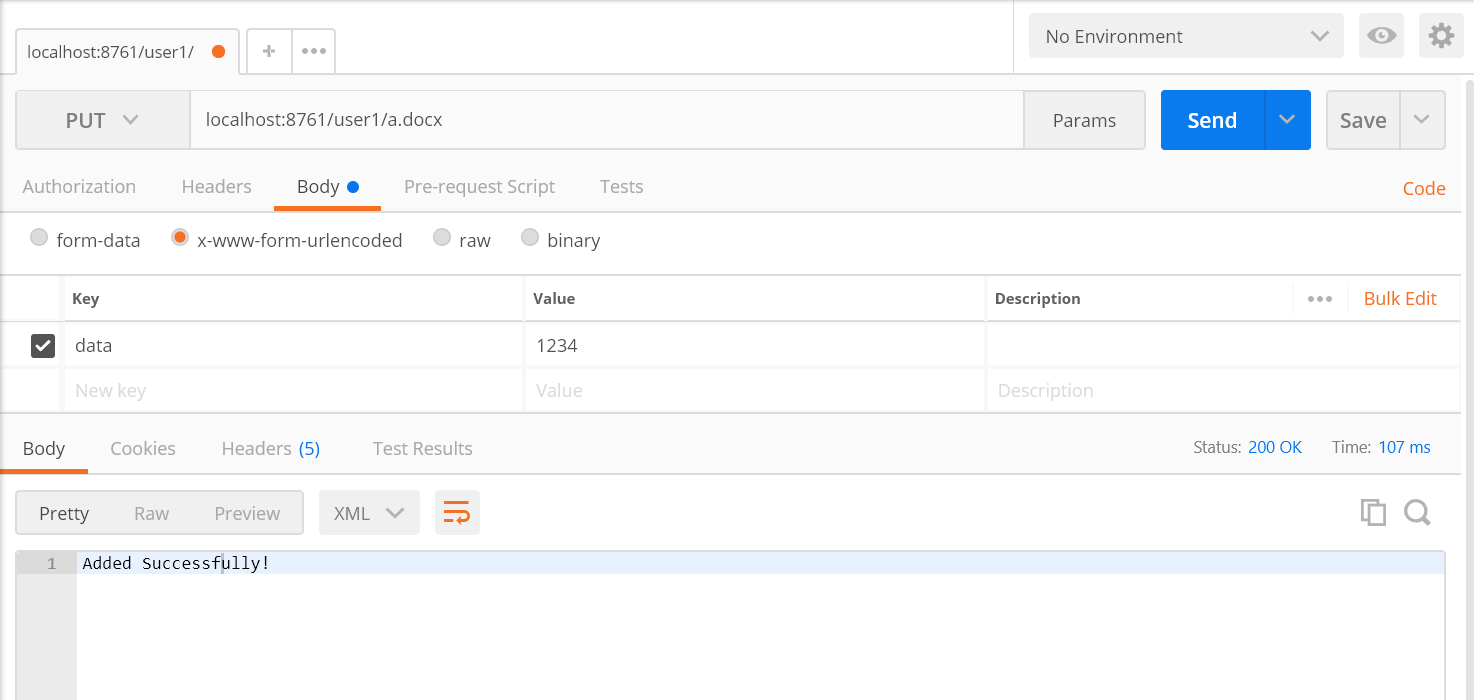 localhost:8761/user1/
No Environment
PUT localhost:8761/user1/a.docx Params Send Save
Authorization Headers Body Pre-request Script Tests Code
form-data x-www-form-urlencoded raw binary
Key Value Description Bulk Edit
data 1234
New key Value Description
Body Cookies Headers (5) Test Results Status: 200 OK Time: 107 ms
Pretty Raw Preview XML
1 Added Successfully!